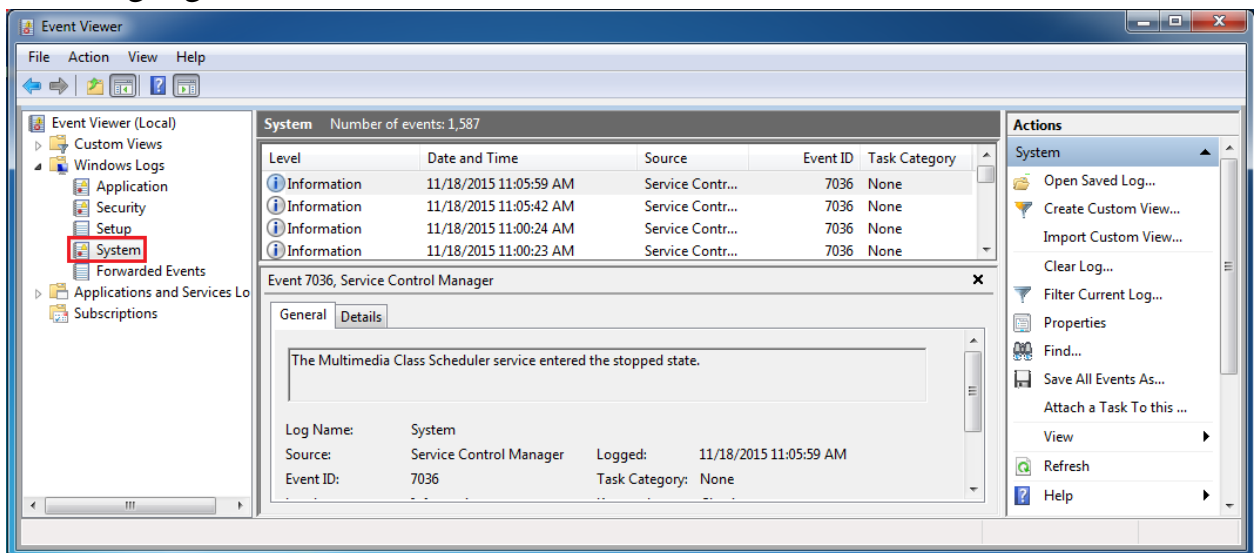 Event Viewer
File Action View Help
Event Viewer (Local)
Custom Views
Windows Logs
Application
Security
Setup
System
Forwarded Events
Applications and Services Lo
Subscriptions
System Number of events: 1,587
Level Date and Time Source Event ID Task Category
Information 11/18/2015 11:05:59 AM Service Contr... 7036 None
Information 11/18/2015 11:05:42 AM Service Contr... 7036 None
Information 11/18/2015 11:00:24 AM Service Contr... 7036 None
Information 11/18/2015 11:00:23 AM Service Contr... 7036 None
Event 7036, Service Control Manager
General Details
The Multimedia Class Scheduler service entered the stopped state.
Log Name: System
Source: Service Control Manager Logged: 11/18/2015 11:05:59 AM
Event ID: 7036 Task Category: None
Actions
System
Open Saved Log...
Create Custom View...
Import Custom View...
Clear Log...
Filter Current Log...
Properties
Find...
Save All Events As...
Attach a Task To this ...
View
Refresh
Help